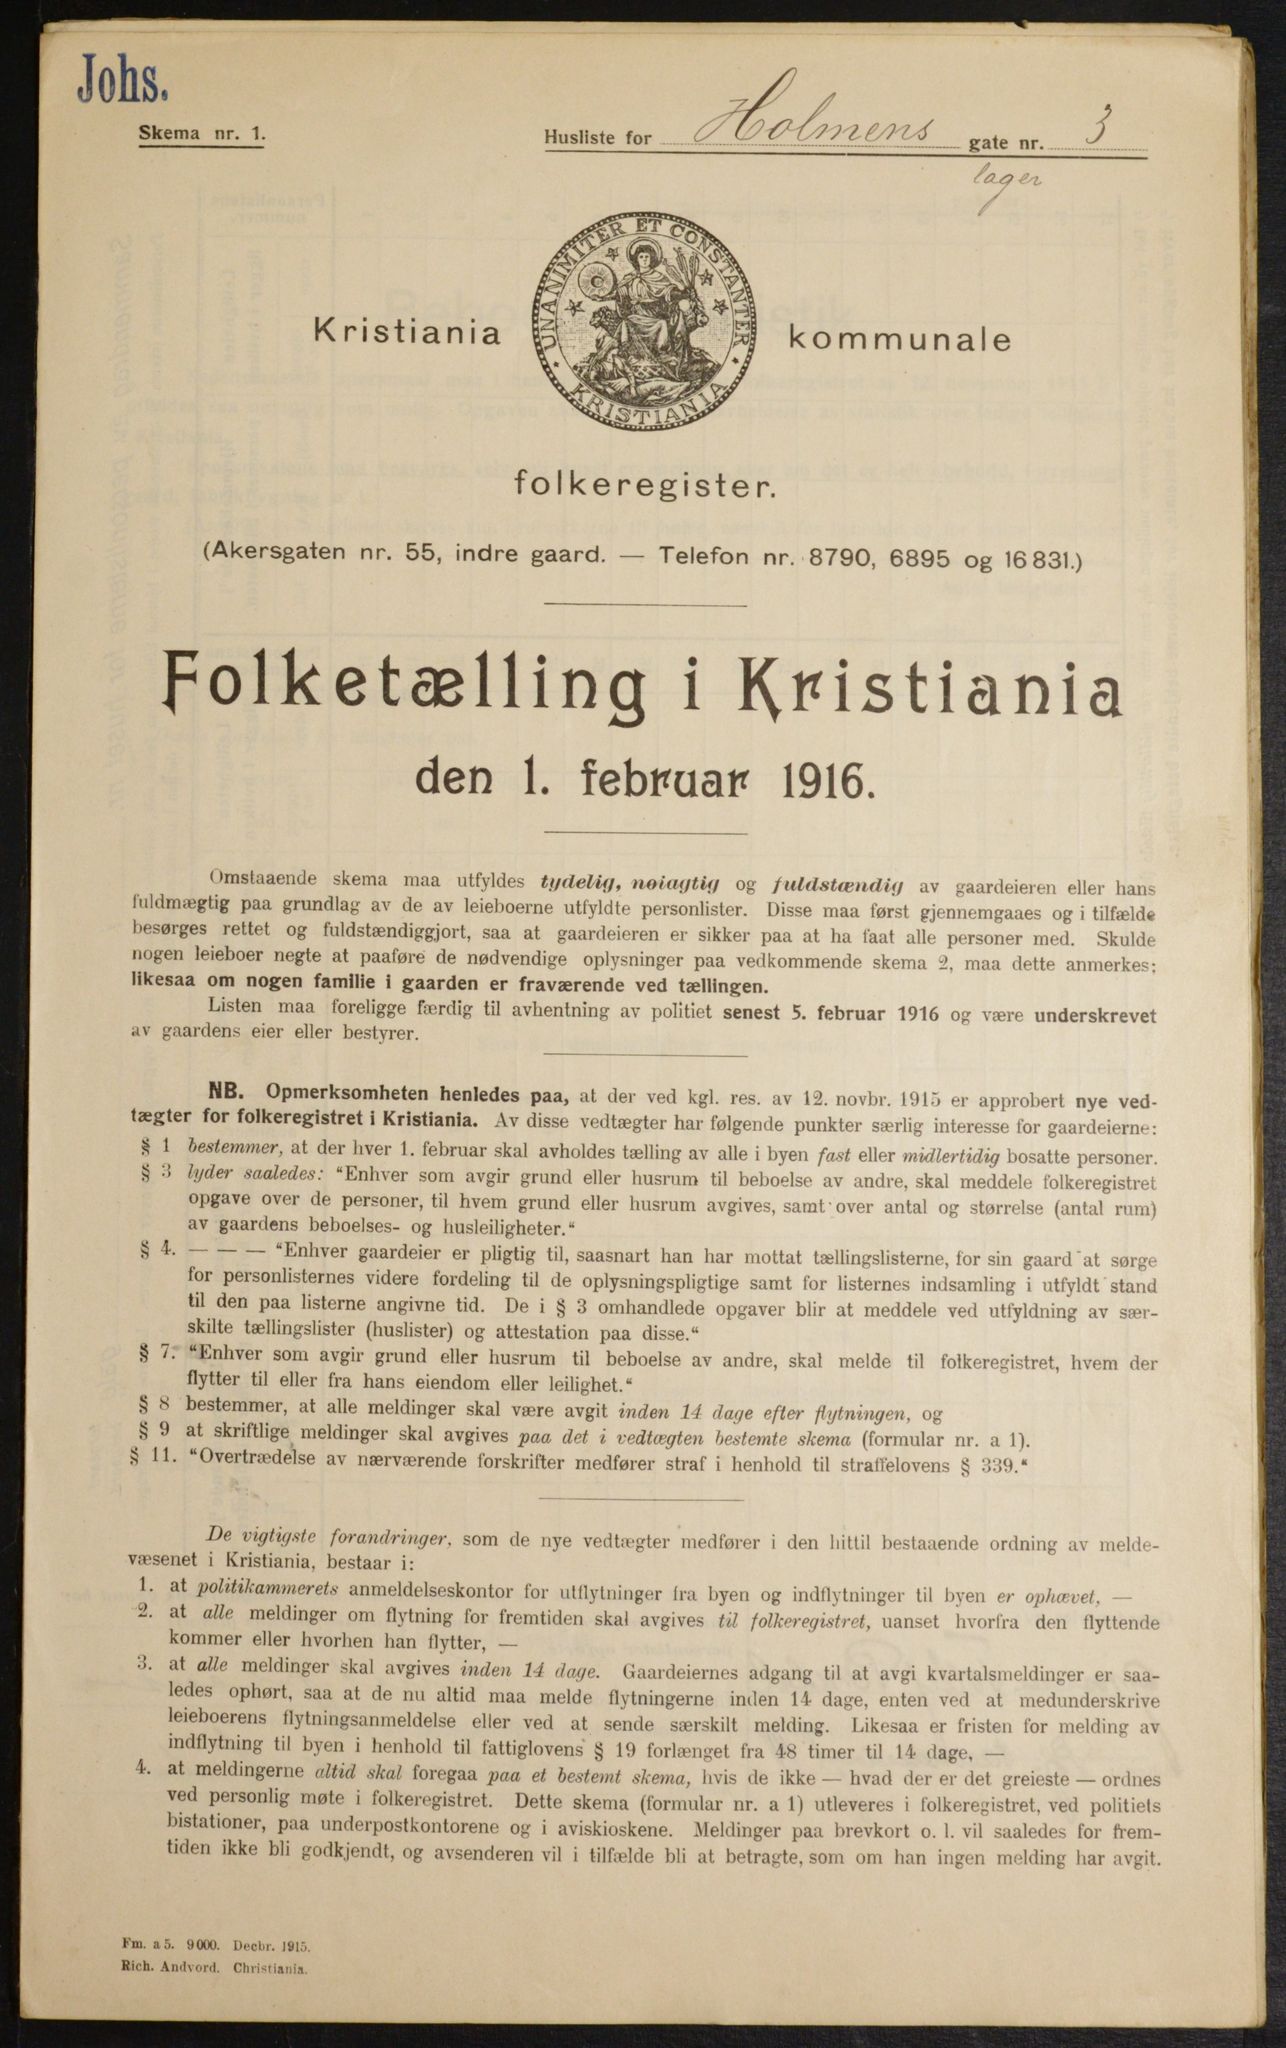 Johs.
Skema nr. 1.
Husliste for Holmens gate nr. 3
lager
UNANIMITER ET CONSTANTER
KRISTIANIA
Kristiania kommunale
folkeregister.
(Akersgaten nr. 55, indre gaard. — Telefon nr. 8790, 6895 og 16 831.)
Folketælling i Kristiania
den 1. februar 1916.
Omstaaende skema maa utfyldes tydelig, nøiagtig og fuldstændig av gaardeieren eller hans
fuldmægtig paa grundlag av de av leieboerne utfyldte personlister. Disse maa først gjennemgaaes og i tilfælde
besørges rettet og fuldstændiggjort, saa at gaardeieren er sikker paa at ha faat alle personer med. Skulde
nogen leieboer negte at paaføre de nødvendige oplysninger paa vedkommende skema 2, maa dette anmerkes;
likesaa om nogen familie i gaarden er fraværende ved tællingen.
Listen maa foreligge færdig til avhentning av politiet senest 5. februar 1916 og være underskrevet
av gaardens eier eller bestyrer.
NB. Opmerksomheten henledes paa, at der ved kgl. res. av 12. novbr. 1915 er approbert nye ved-
tægter for folkeregistret i Kristiania. Av disse vedtægter har følgende punkter særlig interesse for gaardeierne:
§ 1 bestemmer, at der hver 1. februar skal avholdes tælling av alle i byen fast eller midlertidig bosatte personer.
§ 3 lyder saaledes: “Enhver som avgir grund eller husrum til beboelse av andre, skal meddele folkeregistret
opgave over de personer, til hvem grund eller husrum avgives, samt over antal og størrelse (antal rum)
av gaardens beboelses- og husleiligheter.“
§ 4. — — — “Enhver gaardeier er pligtig til, saasnart han har mottat tællingslisterne, for sin gaard at sørge
for personlisternes videre fordeling til de oplysningspligtige samt for listernes indsamling i utfyldt stand
til den paa listerne angivne tid. De i § 3 omhandlede opgaver blir at meddele ved utfyldning av sær-
skilte tællingslister (huslister) og attestation paa disse.“
§ 7. “Enhver som avgir grund eller husrum til beboelse av andre, skal melde til folkeregistret, hvem der
flytter til eller fra hans eiendom eller leilighet.“
§ 8 bestemmer, at alle meldinger skal være avgit inden 14 dage efter flytningen, og
§ 9 at skriftlige meldinger skal avgives paa det i vedtægten bestemte skema (formular nr. a 1).
§ 11. “Overtrædelse av nærværende forskrifter medfører straf i henhold til straffelovens § 339.“
De vigtigste forandringer, som de nye vedtægter medfører i den hittil bestaaende ordning av melde-
væsenet i Kristiania, bestaar i:
1. at politikammerets anmeldelseskontor for utflytninger fra byen og indflytninger til byen er ophævet, —
2. at alle meldinger om flytning for fremtiden skal avgives til folkeregistret, uanset hvorfra den flyttende
kommer eller hvorhen han flytter, —
3. at alle meldinger skal avgives inden 14 dage. Gaardeiernes adgang til at avgi kvartalsmeldinger er saa-
ledes ophørt, saa at de nu altid maa melde flytningerne inden 14 dage, enten ved at medunderskrive
leieboerens flytningsanmeldelse eller ved at sende særskilt melding. Likesaa er fristen for melding av
indflytning til byen i henhold til fattiglovens § 19 forlænget fra 48 timer til 14 dage, —
4. at meldingerne altid skal foregaa paa et bestemt skema, hvis de ikke — hvad der er det greieste — ordnes
ved personlig møte i folkeregistret. Dette skema (formular nr. a 1) utleveres i folkeregistret, ved politiets
bistationer, paa underpostkontorene og i aviskioskene. Meldinger paa brevkort o. l. vil saaledes for frem-
tiden ikke bli godkjendt, og avsenderen vil i tilfælde bli at betragte, som om han ingen melding har avgit.
Fm. a 5. 9 000. Decbr. 1915.
Rich. Andvord. Christiania.